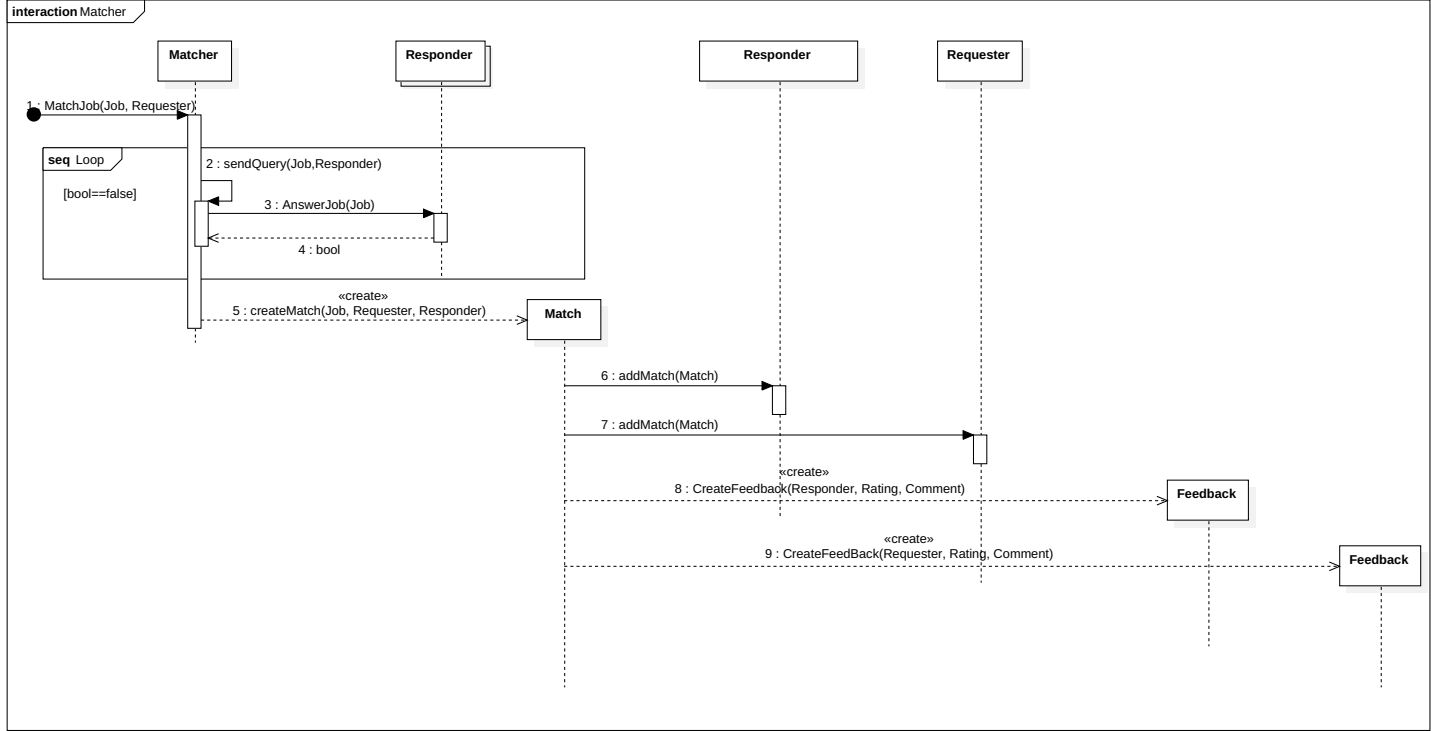 interaction Matcher
Matcher
Responder
Responder
Requester
1 : MatchJob(Job, Requester)
seq Loop
2 : sendQuery(Job,Responder)
[bool==false]
3 : AnswerJob(Job)
4 : bool
«create»
5 : createMatch(Job, Requester, Responder)
Match
6 : addMatch(Match)
7 : addMatch(Match)
«create»
8 : CreateFeedback(Responder, Rating, Comment)
Feedback
«create»
9 : CreateFeedBack(Requester, Rating, Comment)
Feedback